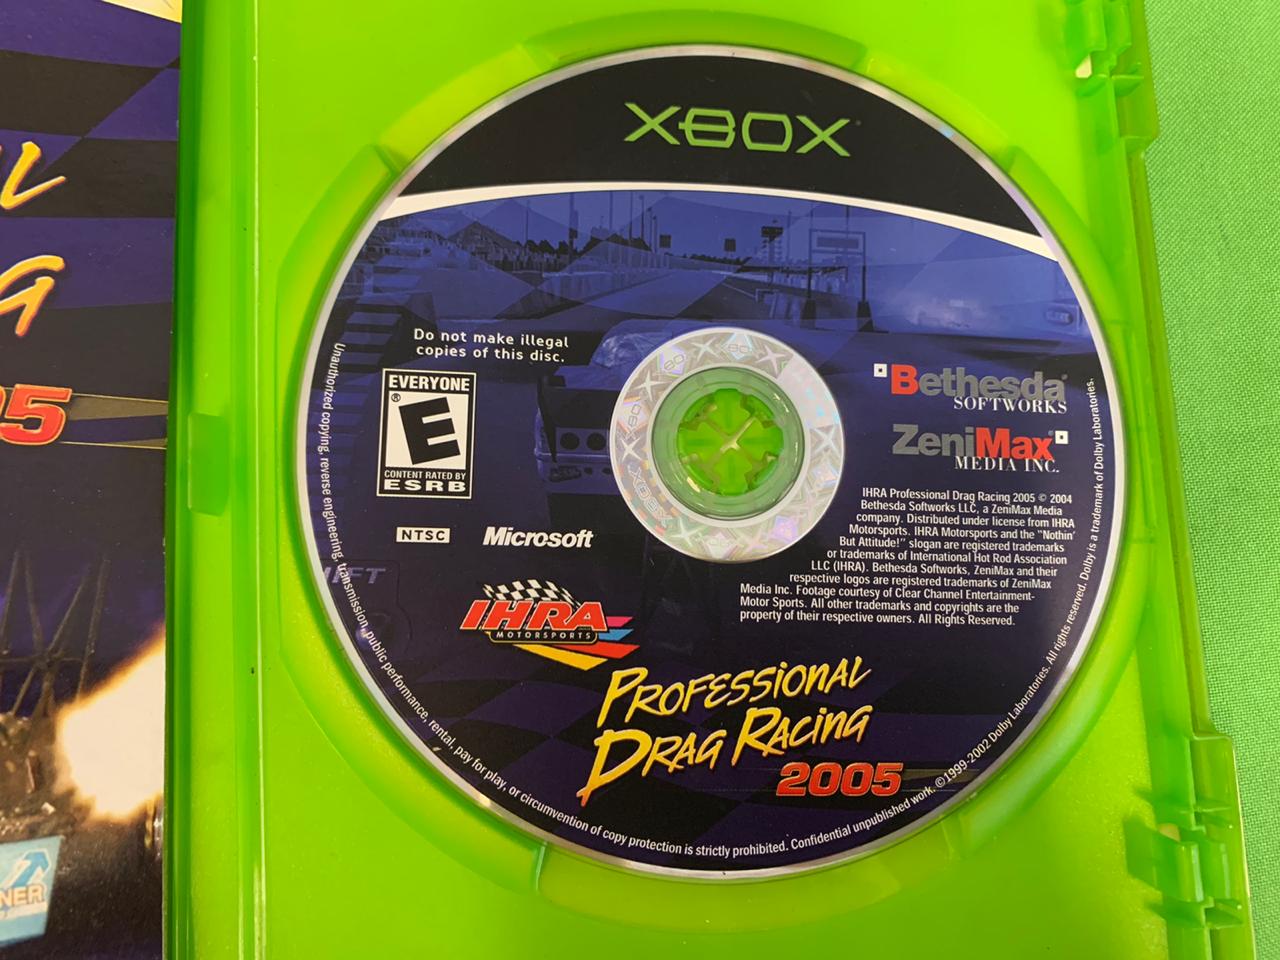 XBOX
Do not make illegal
copies of this disc.
EVERYONE
E
®
CONTENT RATED BY
ESRB
NTSC
Microsoft
Bethesda
SOFTWORKS
ZeniMax
MEDIA INC.
IHRA Professional Drag Racing 2005 © 2004
Bethesda Softworks LLC, a ZeniMax Media
company. Distributed under license from IHRA
Motorsports. IHRA Motorsports and the "Nothin'
But Attitude!" slogan are registered trademarks
or trademarks of International Hot Rod Association
LLC (IHRA). Bethesda Softworks, ZeniMax and their
respective logos are registered trademarks of ZeniMax
Media Inc. Footage courtesy of Clear Channel Entertainment-
Motor Sports. All other trademarks and copyrights are the
property of their respective owners. All Rights Reserved.
IHRA
MOTORSPORTS
PROFESSIONAL
DRAG RACING
2005
Unauthorized copying, reverse engineering, transmission, public performance, rental, pay for play, or circumvention of copy protection is strictly prohibited. Confidential unpublished work. ©1999-2002 Dolby Laboratories. All rights reserved. Dolby is a trademark of Dolby Laboratories.
XBOX
AL
G
05
NER